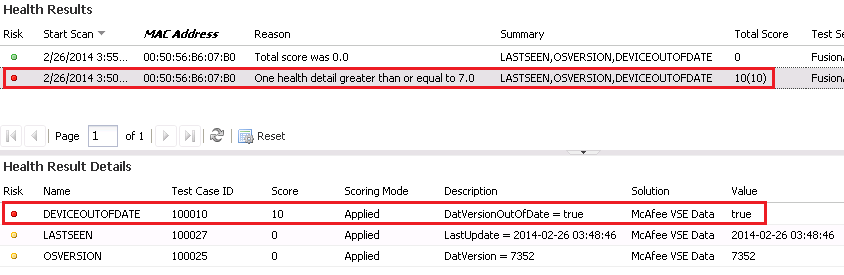 Health Results
Risk Start Scan MAC Address Reason Summary Total Score Test Se
2/26/2014 3:55... 00:50:56:B6:07:B0 Total score was 0.0 LASTSEEN,OSVERSION,DEVICEOUTOFDATE 0 Fusion
2/26/2014 3:50... 00:50:56:B6:07:B0 One health detail greater than or equal to 7.0 LASTSEEN,OSVERSION,DEVICEOUTOFDATE 10(10) Fusion
Page 1 of 1 Reset
Health Result Details
Risk Name Test Case ID Score Scoring Mode Description Solution Value
DEVICEOUTOFDATE 100010 10 Applied DatVersionOutOfDate = true McAfee VSE Data true
LASTSEEN 100027 0 Applied LastUpdate = 2014-02-26 03:48:46 McAfee VSE Data 2014-02-26 03:48:46
OSVERSION 100025 0 Applied DatVersion = 7352 McAfee VSE Data 7352